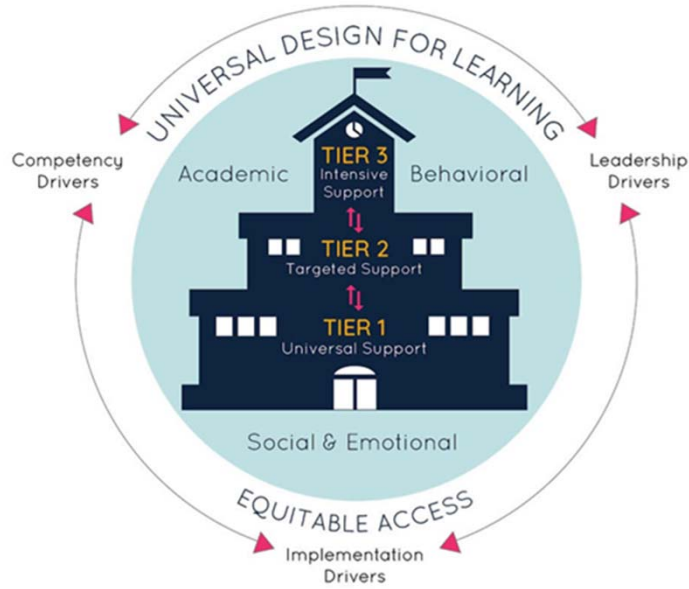 UNIVERSAL DESIGN FOR LEARNING
Competency
Drivers
Leadership
Drivers
Academic
Behavioral
TIER 3
Intensive
Support
TIER 2
Targeted Support
TIER 1
Universal Support
Social & Emotional
EQUITABLE ACCESS
Implementation
Drivers